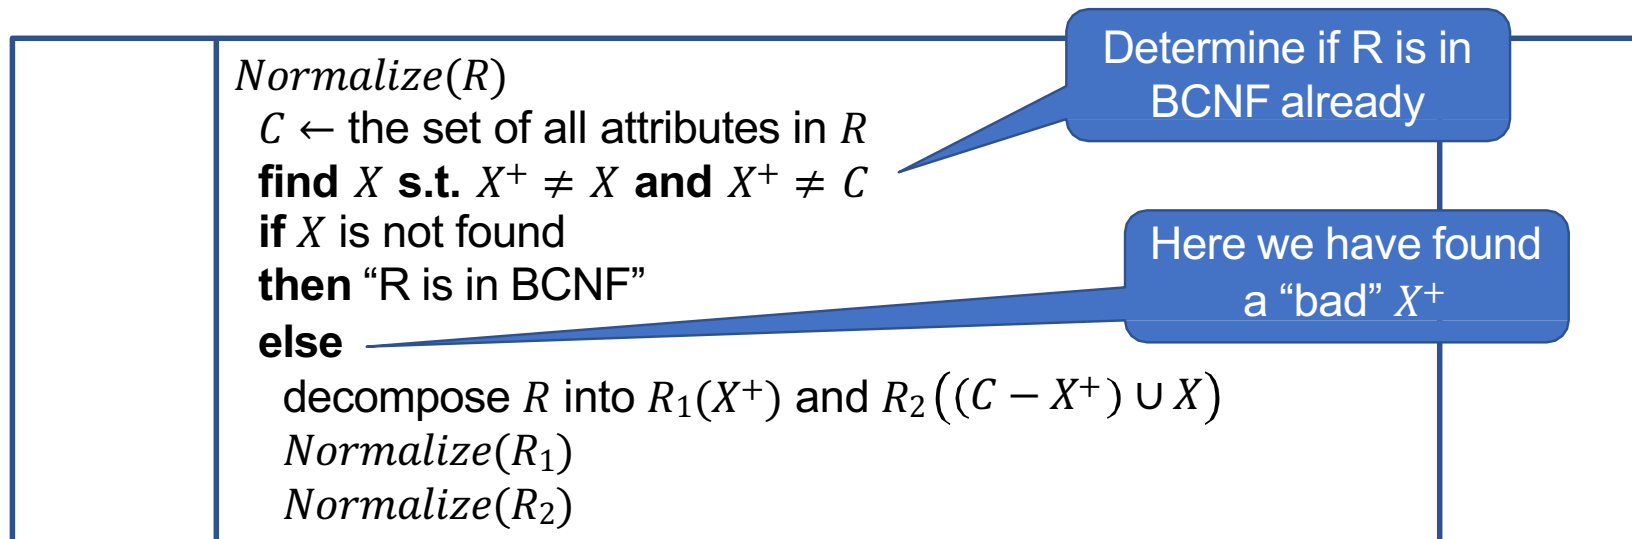 Normalize(R)
C ← the set of all attributes in R
find X s.t. X⁺ ≠ X and X⁺ ≠ C
if X is not found
then “R is in BCNF”
else
decompose R into R₁(X⁺) and R₂((C − X⁺) ∪ X)
Normalize(R₁)
Normalize(R₂)
Determine if R is in
BCNF already
Here we have found
a “bad” X⁺